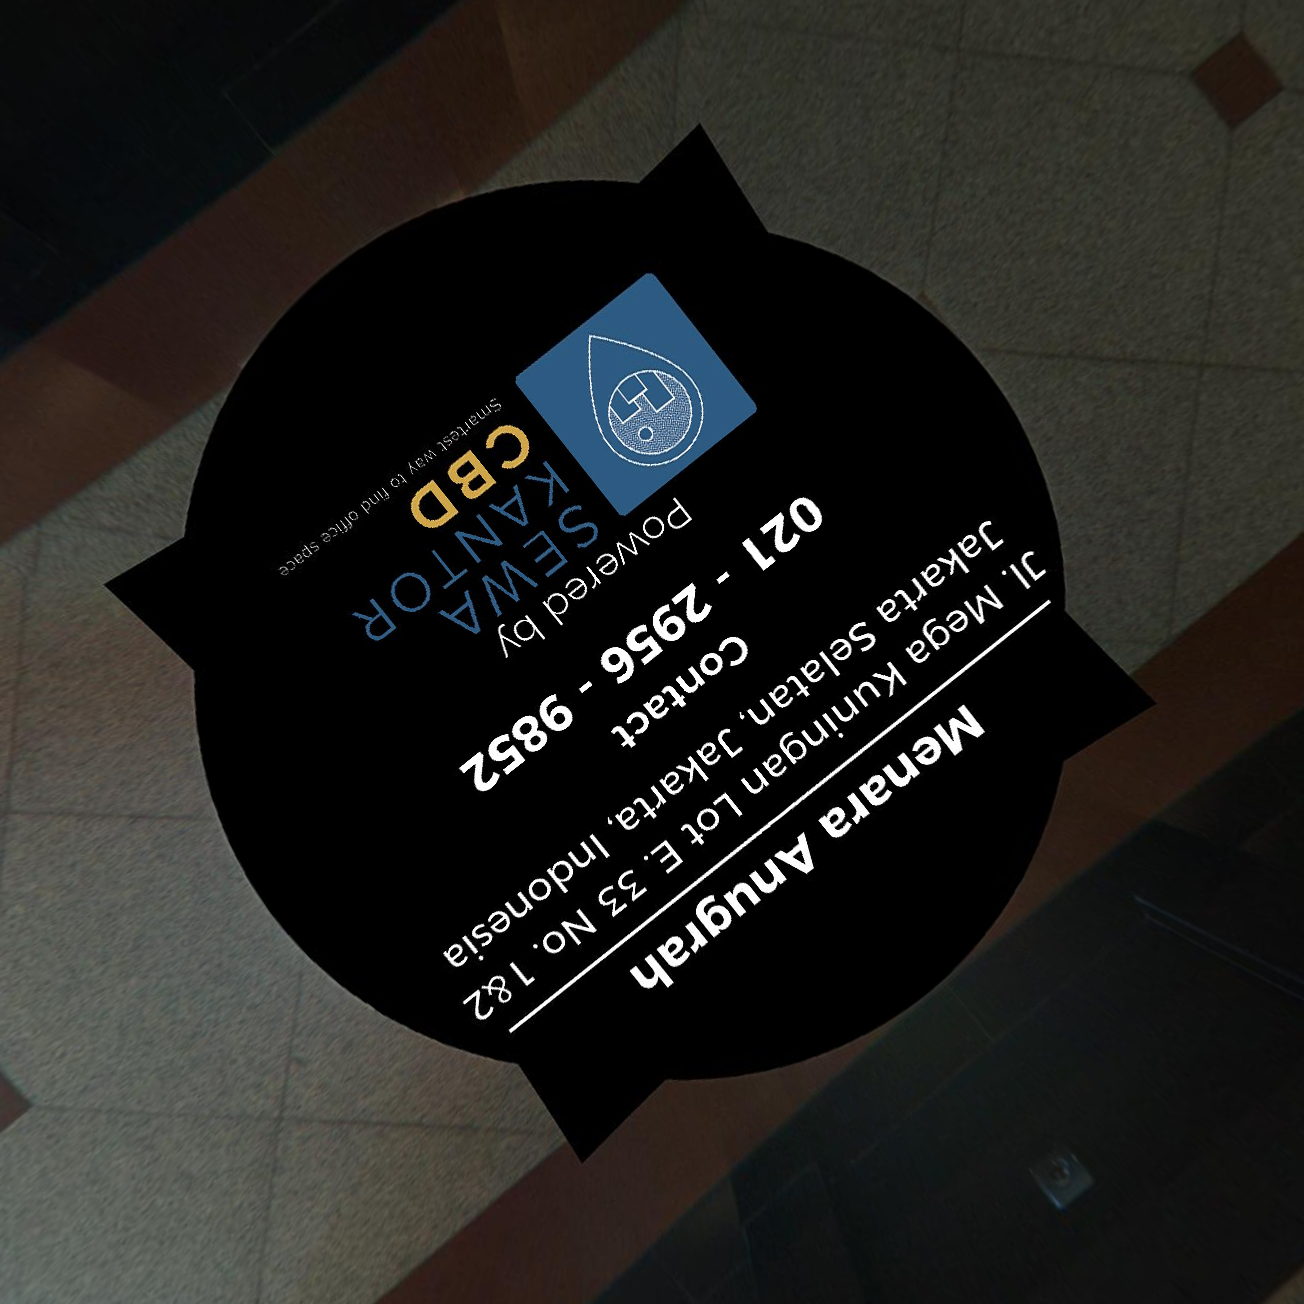 Menara Anugrah
Jl. Mega Kuningan Lot E. 33 No. 1&2
Jakarta Selatan, Jakarta, Indonesia
Contact
021 - 2956 - 9852
Powered by
SEWA
KANTOR
CBD
Smartest way to find office space